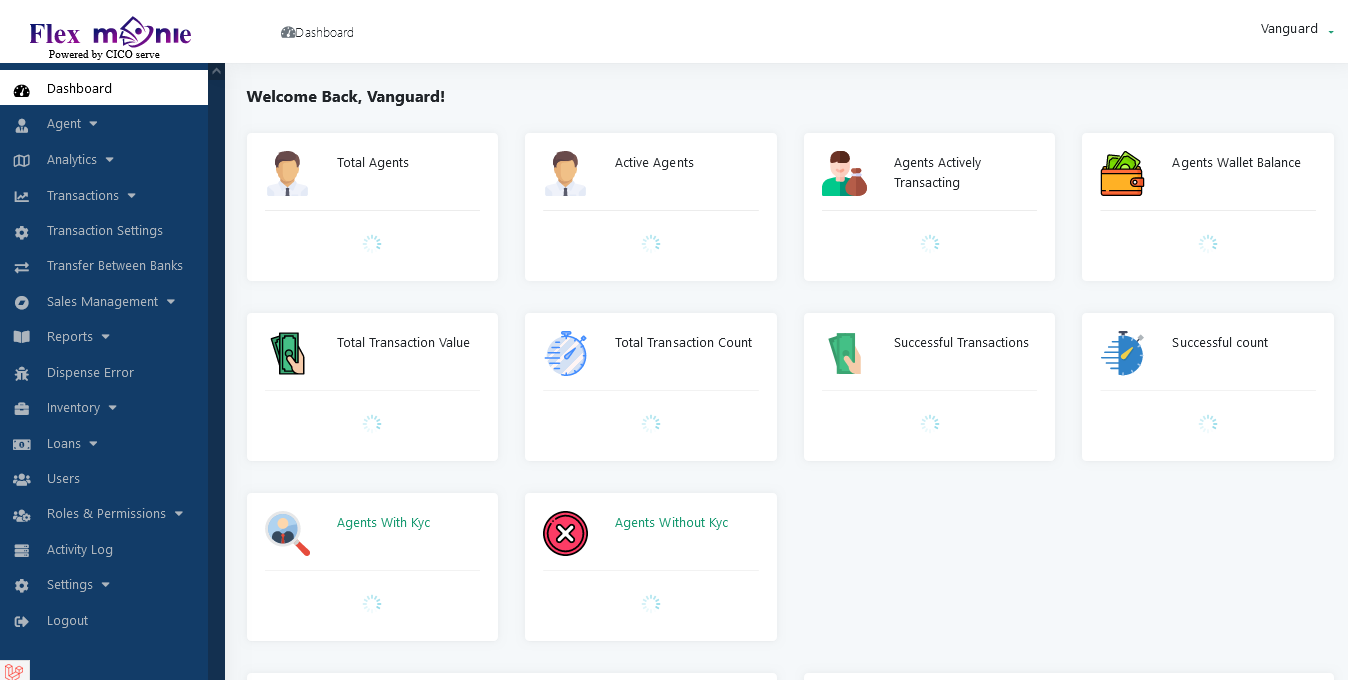 Flex monie
Powered by CICO serve
Dashboard
Vanguard
Dashboard
Agent
Analytics
Transactions
Transaction Settings
Transfer Between Banks
Sales Management
Reports
Dispense Error
Inventory
Loans
Users
Roles & Permissions
Activity Log
Settings
Logout
Welcome Back, Vanguard!
Total Agents
Active Agents
Agents Actively
Transacting
Agents Wallet Balance
Total Transaction Value
Total Transaction Count
Successful Transactions
Successful count
Agents With Kyc
Agents Without Kyc